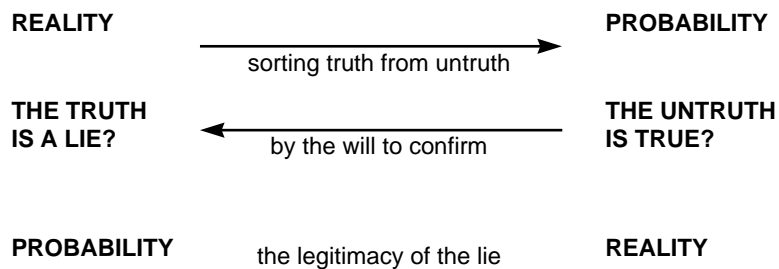 REALITY PROBABILITY
sorting truth from untruth
THE TRUTH THE UNTRUTH
IS A LIE? IS TRUE?
by the will to confirm
PROBABILITY the legitimacy of the lie REALITY